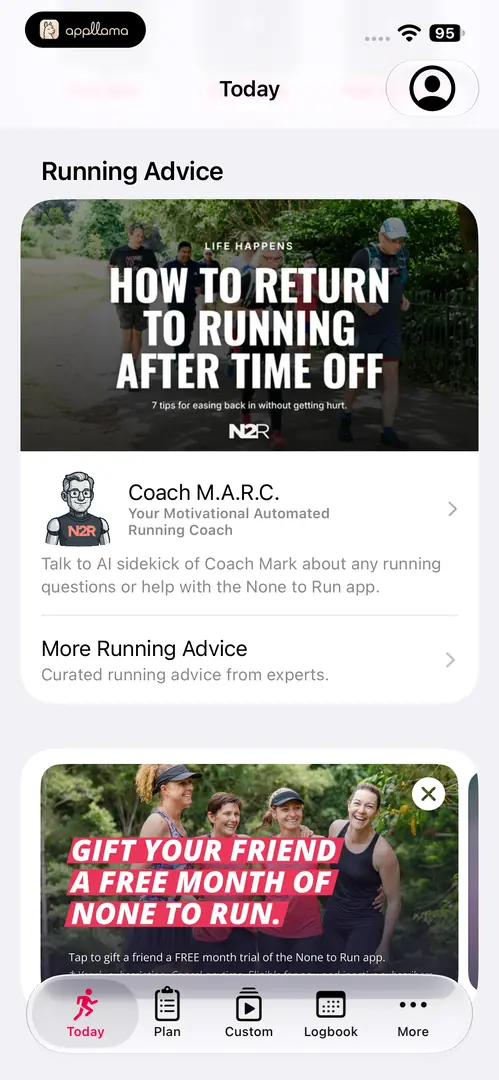 appllama
95
Today
Running Advice
LIFE HAPPENS
HOW TO RETURN
TO RUNNING
AFTER TIME OFF
7 tips for easing back in without getting hurt.
N2R
N2R
Coach M.A.R.C.
Your Motivational Automated
Running Coach
Talk to AI sidekick of Coach Mark about any running
questions or help with the None to Run app.
More Running Advice
Curated running advice from experts.
GIFT YOUR FRIEND
A FREE MONTH OF
NONE TO RUN.
Tap to gift a friend a FREE month trial of the None to Run app.
Today
Plan
Custom
Logbook
More